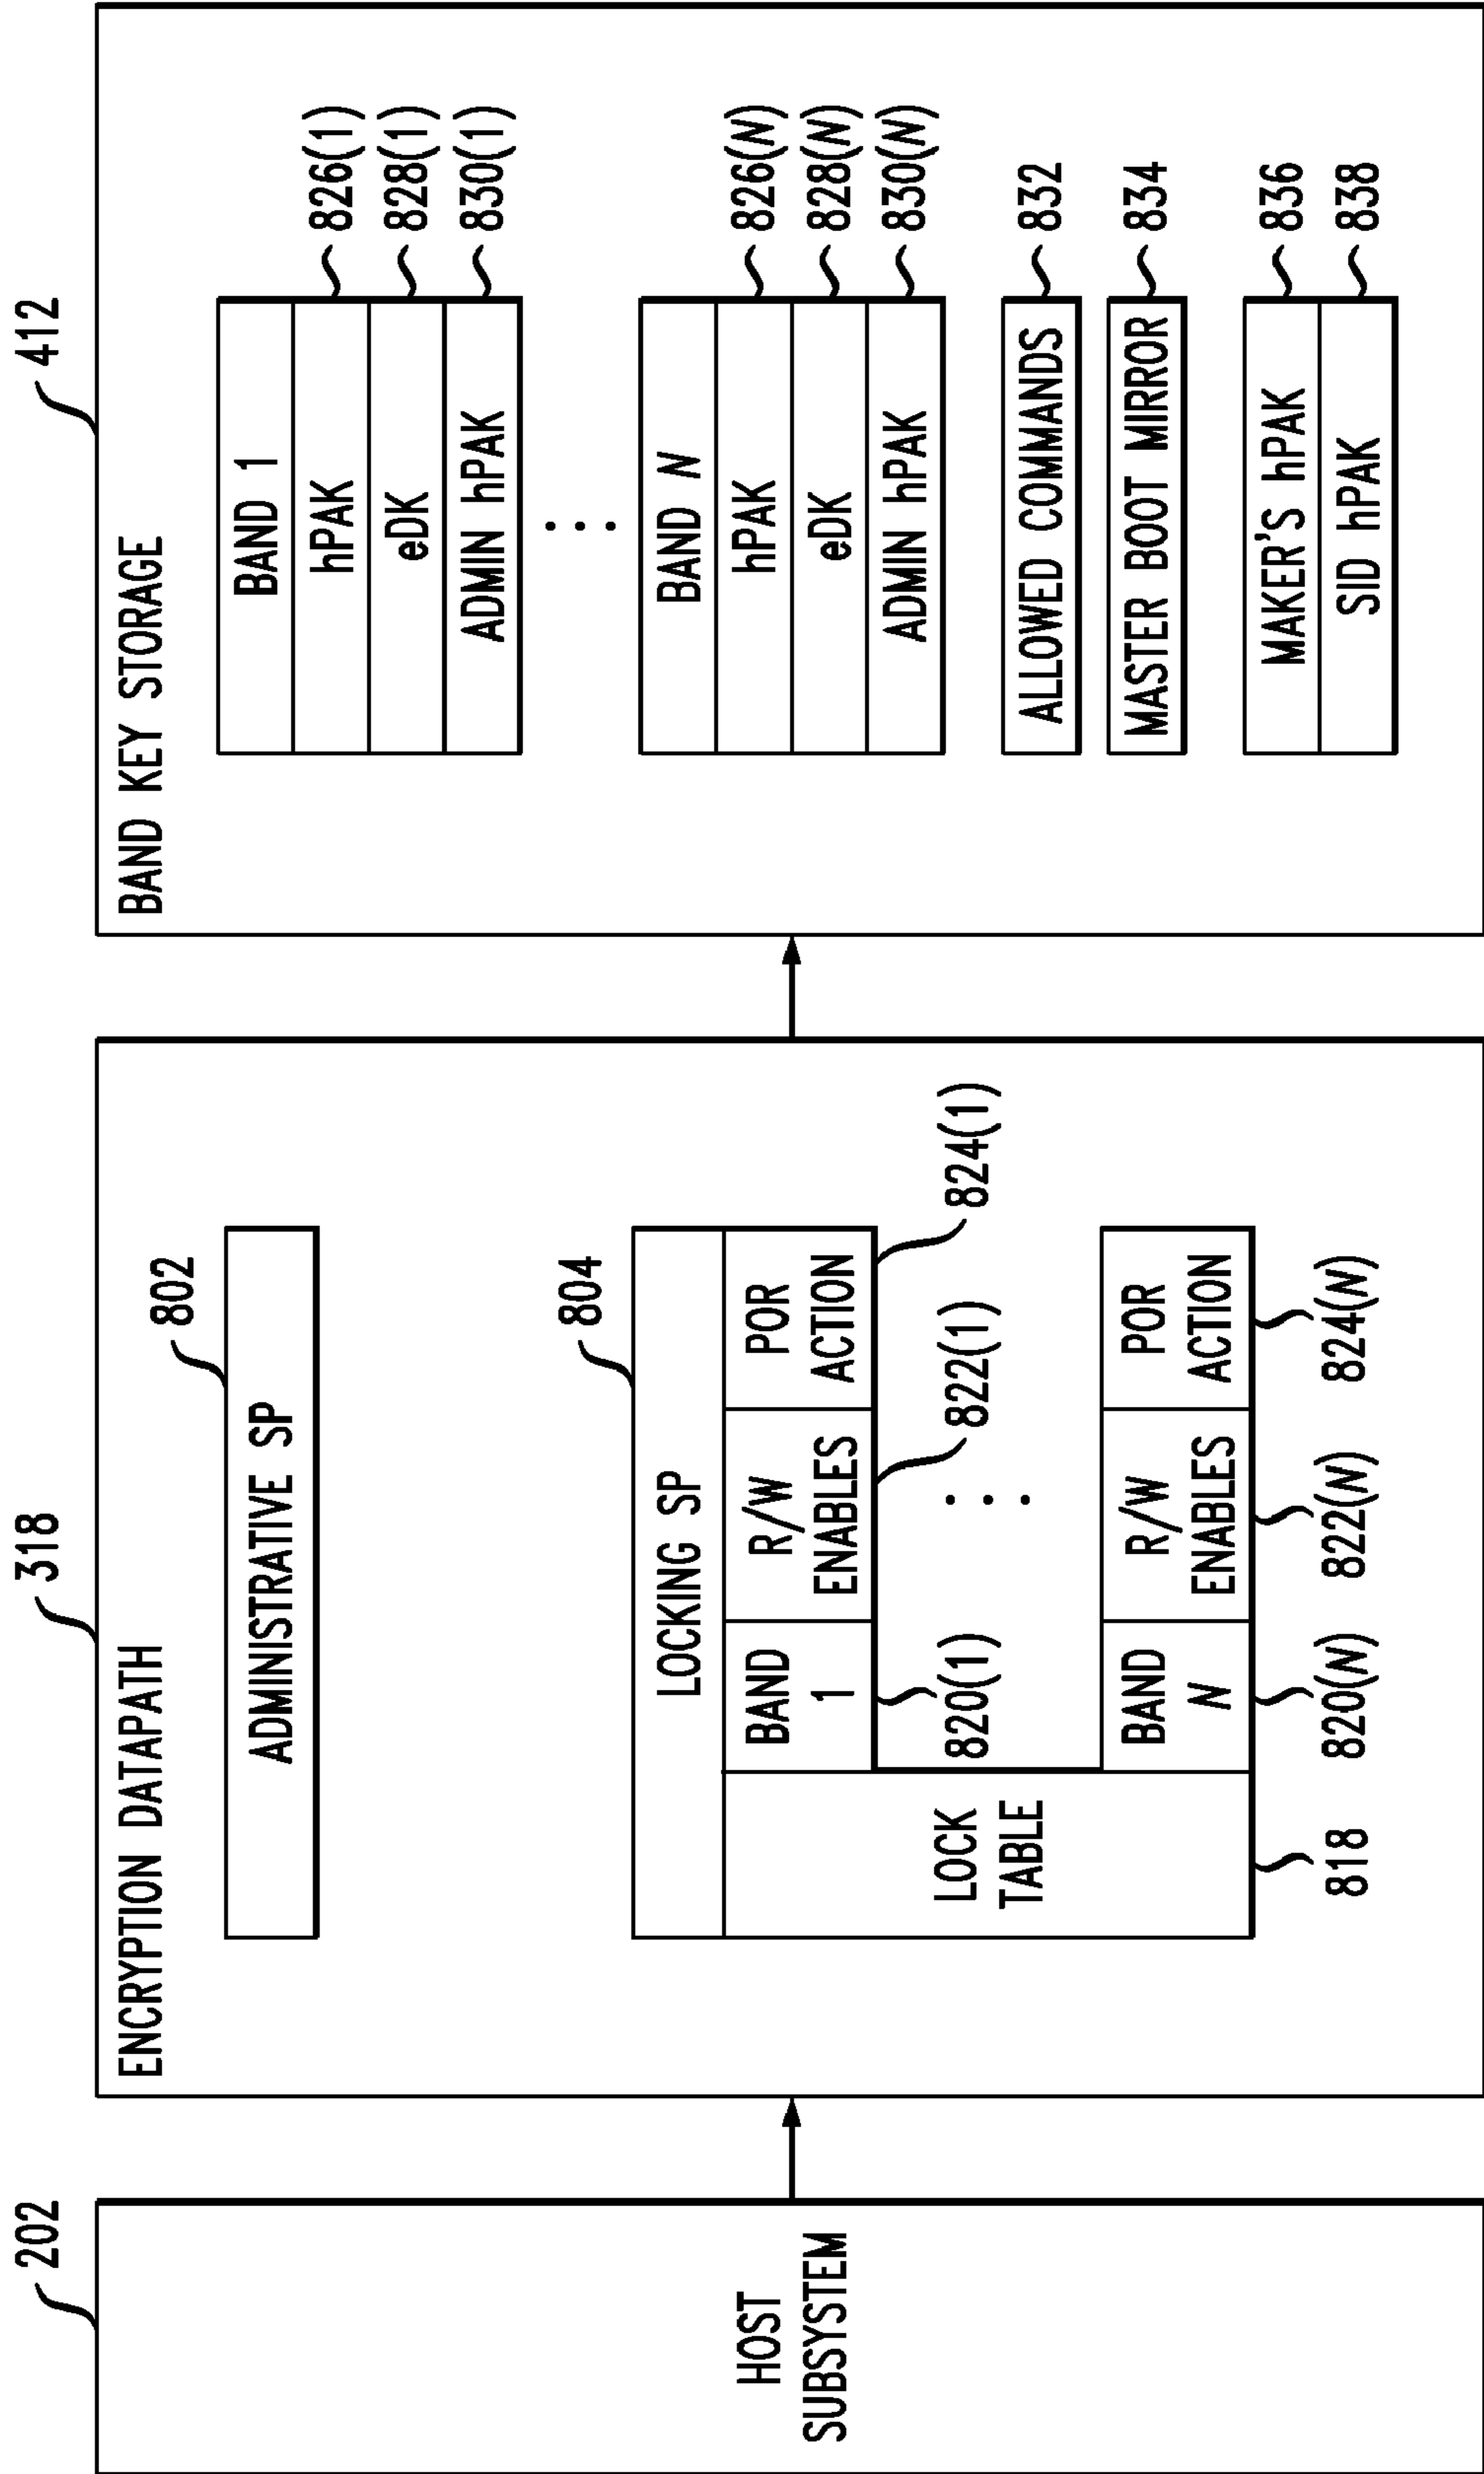 202
HOST
SUBSYSTEM
318
ENCRYPTION DATAPATH
ADMINISTRATIVE SP
802
LOCKING SP
804
LOCK
TABLE
818
BAND
1
820(1)
R/W
ENABLES
822(1)
POR
ACTION
824(1)
BAND
N
820(N)
R/W
ENABLES
822(N)
POR
ACTION
824(N)
412
BAND KEY STORAGE
BAND 1
hPAK
826(1)
eDK
828(1)
ADMIN hPAK
830(1)
BAND N
hPAK
826(N)
eDK
828(N)
ADMIN hPAK
830(N)
ALLOWED COMMANDS
832
MASTER BOOT MIRROR
834
MAKER'S hPAK
836
SID hPAK
838